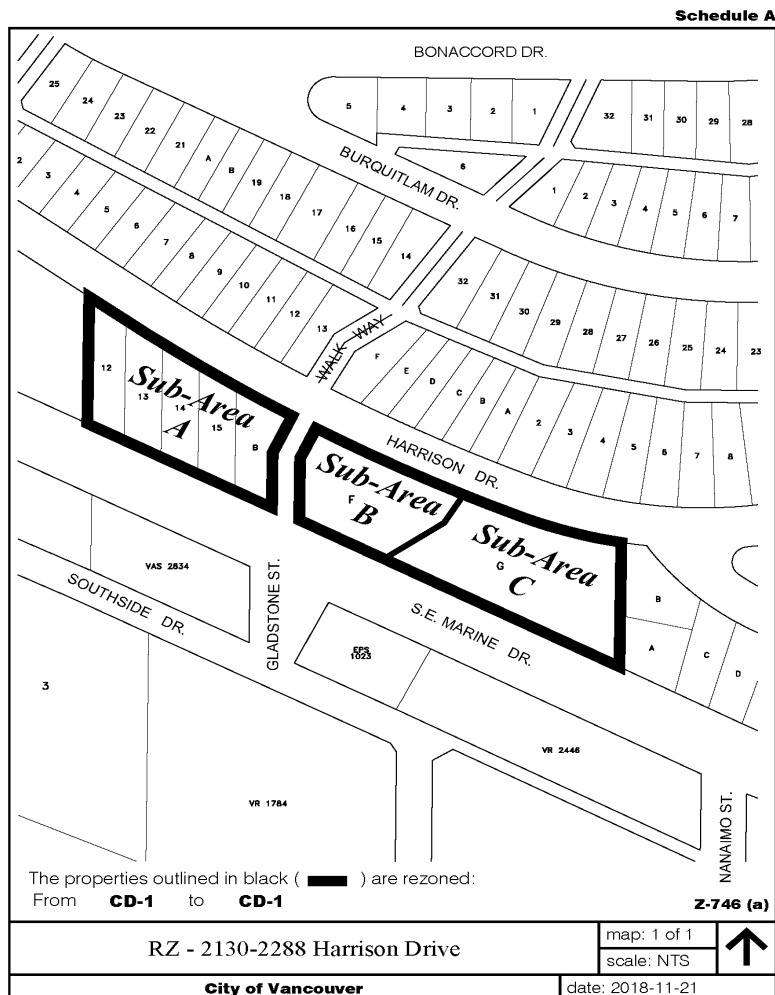 Schedule A
BONACCORD DR.
25 24 23 22 21 A B 19 18 17 16 15 14
5 4 3 2 1
32 31 30 29 28
6
BURQUITLAM DR.
1 2 3 4 5 6 7
2 3 4 5 6 7 8 9 10 11 12 13
32 31 30 29 28 27 26 25 24 23
WALK WAY
F E D C B A 2 3 4 5 6 7 8
HARRISON DR.
12 13 14 15 B
Sub-Area
A
Sub-Area
F
B
Sub-Area
G
C
B
A C D
VAS 2834
SOUTHSIDE DR.
GLADSTONE ST.
S.E. MARINE DR.
EPS
1023
3
VR 2446
VR 1784
NANAIMO ST.
The properties outlined in black ( ) are rezoned:
From CD-1 to CD-1
Z-746 (a)
RZ - 2130-2288 Harrison Drive
map: 1 of 1
scale: NTS
City of Vancouver
date: 2018-11-21